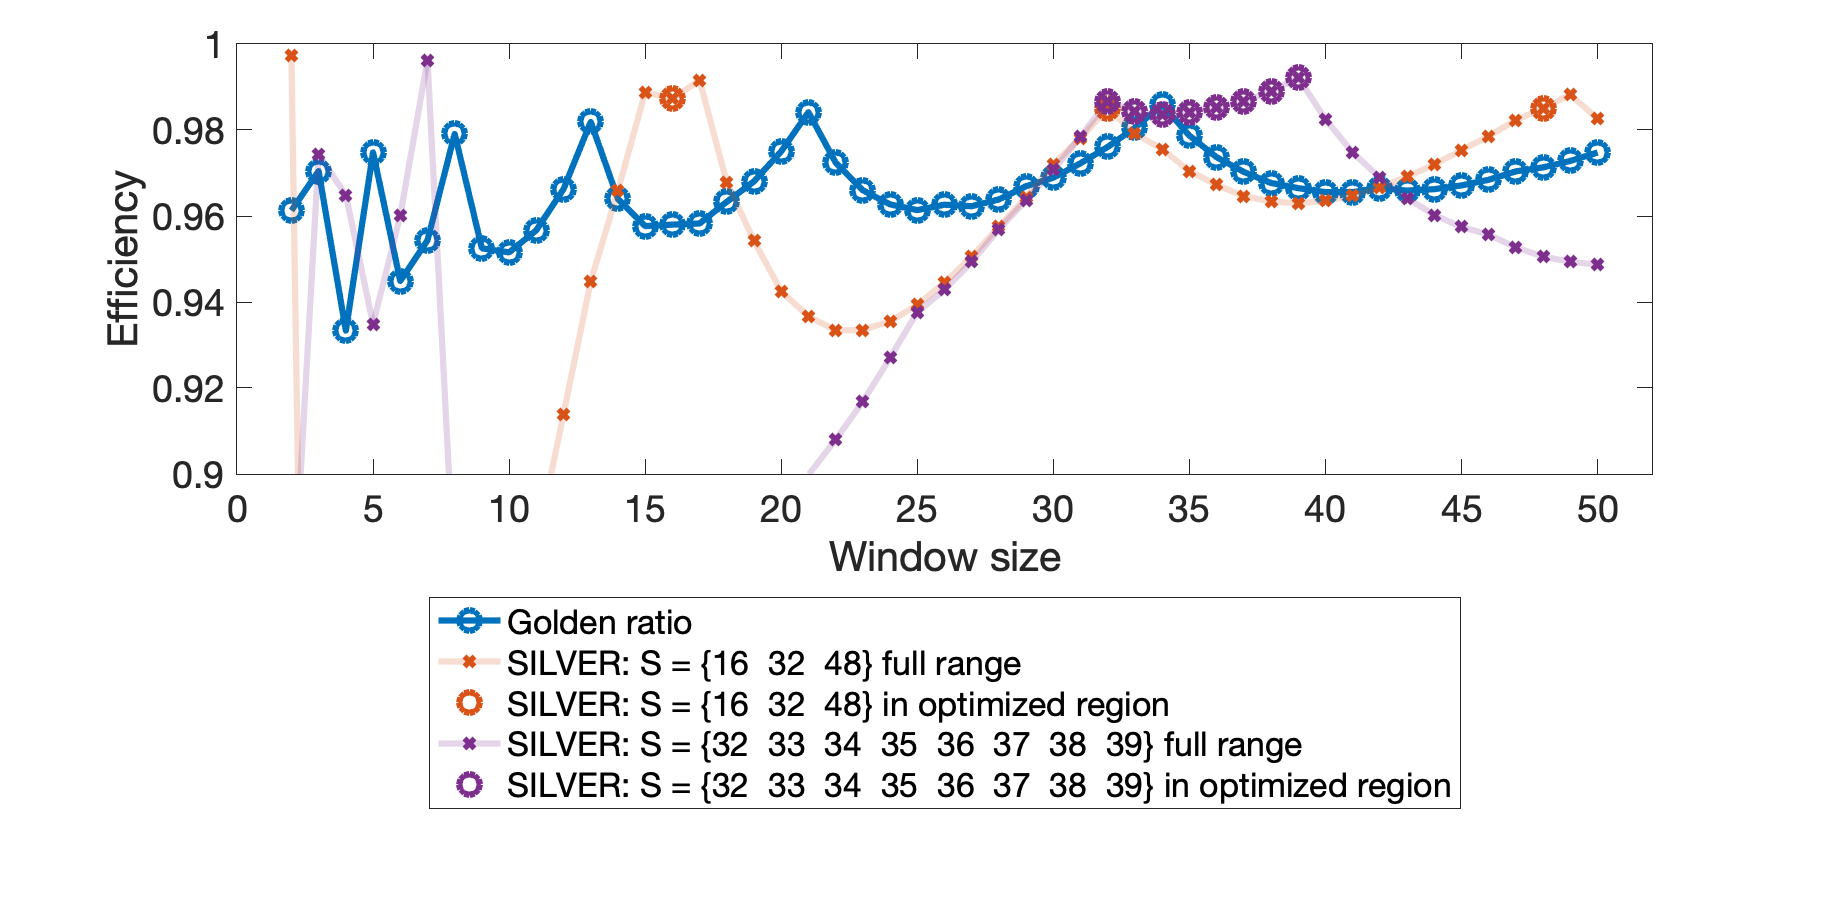 1
0.98
0.96
0.94
0.92
0.9
Efficiency
0 5 10 15 20 25 30 35 40 45 50
Window size
Golden ratio
SILVER: S = {16 32 48} full range
SILVER: S = {16 32 48} in optimized region
SILVER: S = {32 33 34 35 36 37 38 39} full range
SILVER: S = {32 33 34 35 36 37 38 39} in optimized region